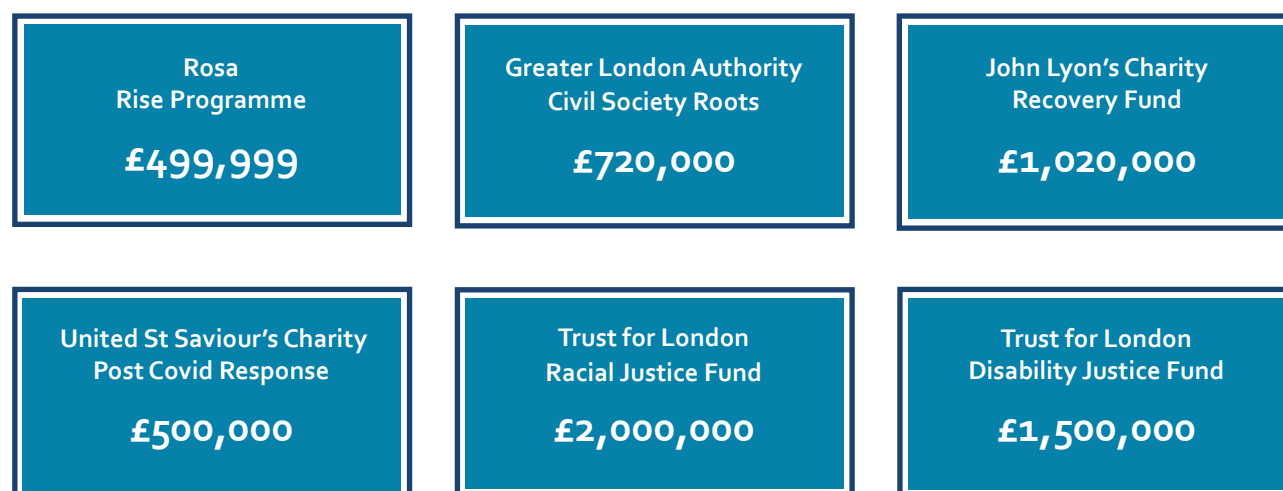 Rosa
Rise Programme
£499,999
Greater London Authority
Civil Society Roots
£720,000
John Lyon’s Charity
Recovery Fund
£1,020,000
United St Saviour’s Charity
Post Covid Response
£500,000
Trust for London
Racial Justice Fund
£2,000,000
Trust for London
Disability Justice Fund
£1,500,000